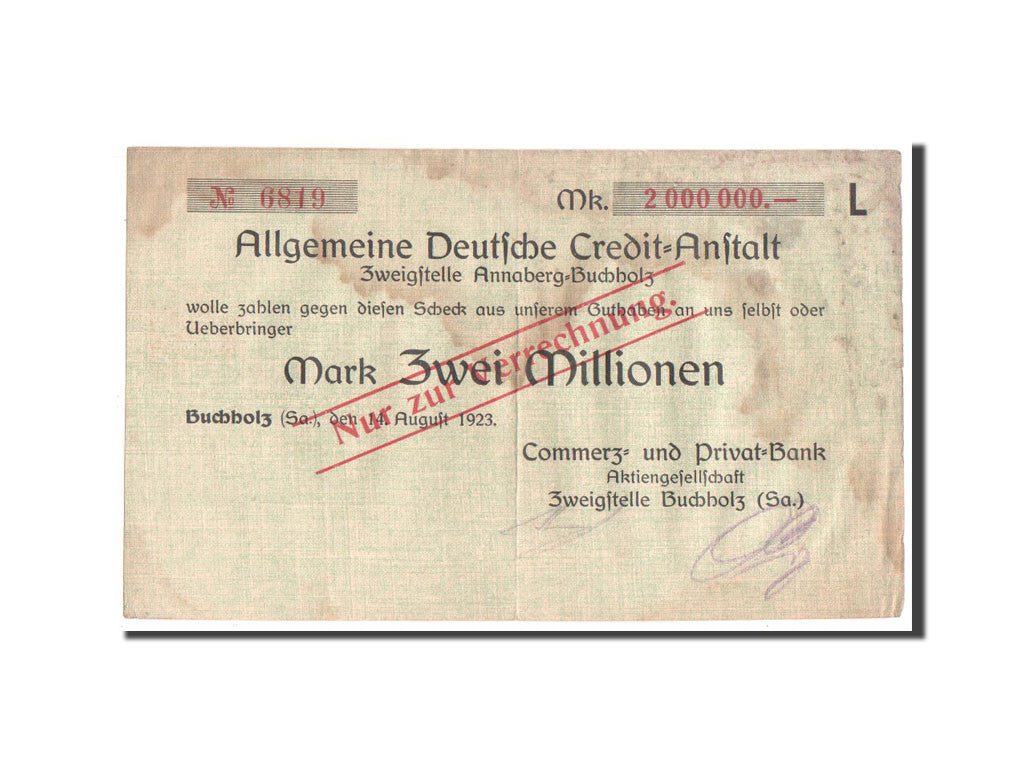 № 6819 Mk. 2 000 000.— L
Allgemeine Deutſche Credit=Anſtalt
Zweigſtelle Annaberg=Buchholz
wolle zahlen gegen dieſen Scheck aus unſerem Guthaben an uns ſelbſt oder
Ueberbringer
Mark Zwei Millionen
Nur zur Verrechnung.
Buchholz (Sa.), den 14. Auguſt 1923.
Commerz= und Privat=Bank
Aktiengeſellſchaft
Zweigſtelle Buchholz (Sa.)